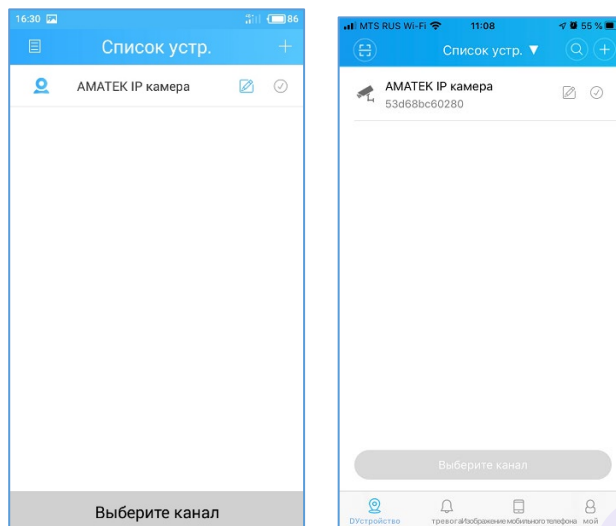 16:30 86
Список устр.
AMATEK IP камера
Выберите канал
MTS RUS Wi-Fi 11:08 55 %
Список устр. ▼
AMATEK IP камера
53d68bc60280
Выберите канал
DУстройство тревога Изображение мобильного телефона мой